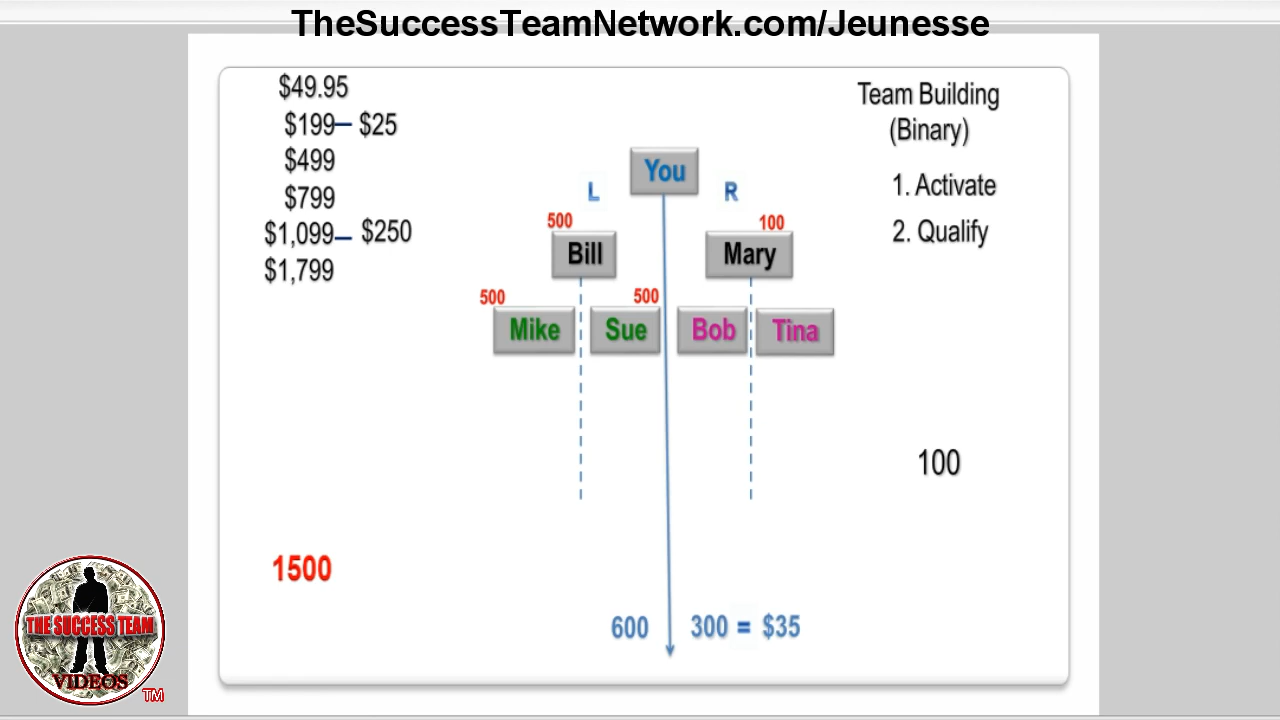 TheSuccessTeamNetwork.com/Jeunesse
$49.95
$199 – $25
$499
$799
$1,099 – $250
$1,799
Team Building
(Binary)
1. Activate
2. Qualify
You
L R
500 100
Bill Mary
500 500
Mike Sue Bob Tina
100
1500
600 300 = $35
THE SUCCESS TEAM
VIDEOS
TM